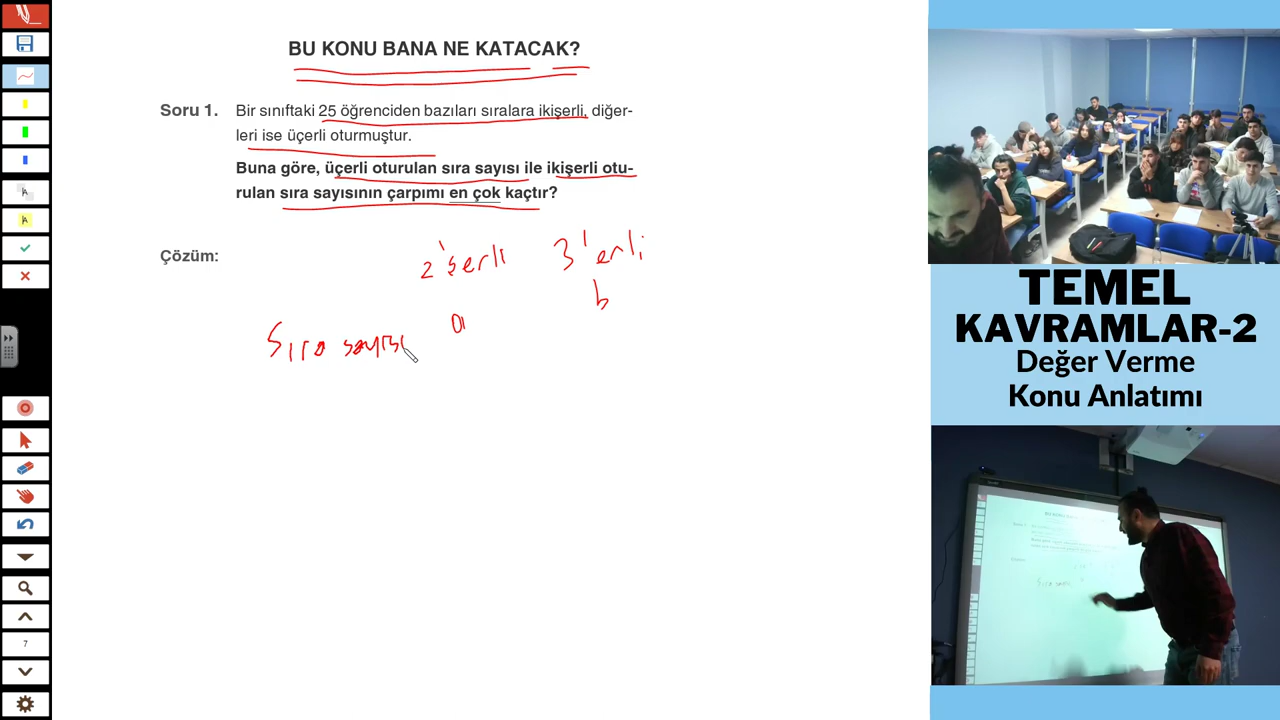 BU KONU BANA NE KATACAK?
Soru 1. Bir sınıftaki 25 öğrenciden bazıları sıralara ikişerli, diğer-
leri ise üçerli oturmuştur.
Buna göre, üçerli oturulan sıra sayısı ile ikişerli otu-
rulan sıra sayısının çarpımı en çok kaçtır?
Çözüm:
2'şerli 3'erli
a b
Sıra sayısı
7
TEMEL
KAVRAMLAR-2
Değer Verme
Konu Anlatımı